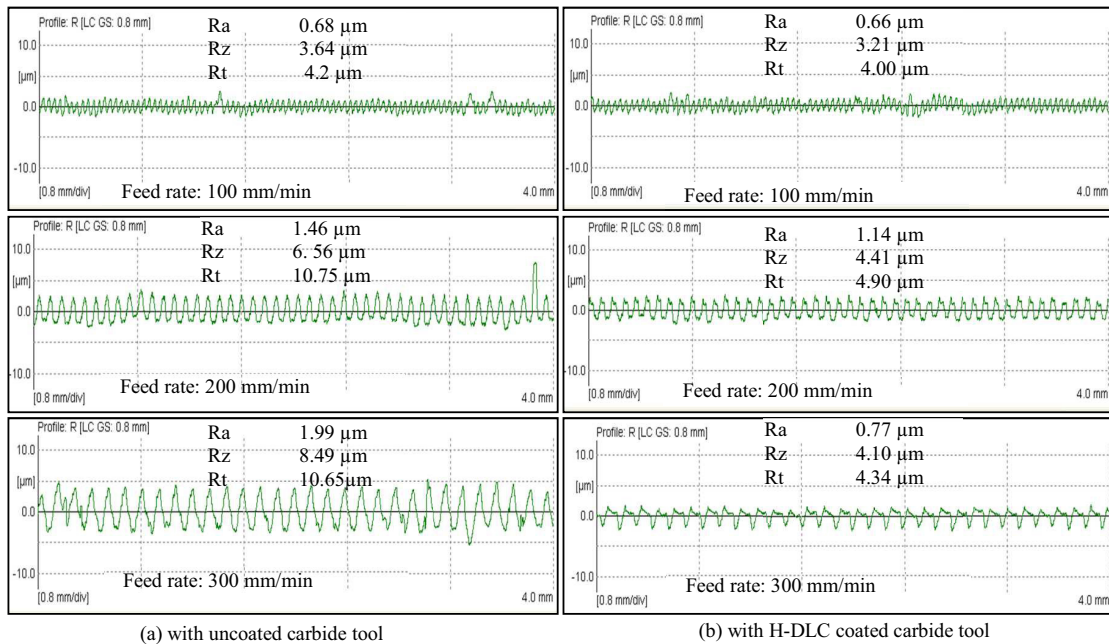 Profile: R [LC GS: 0.8 mm]
Ra 0.68 µm
Rz 3.64 µm
Rt 4.2 µm
10.0
[µm]
0.0
-10.0
[0.8 mm/div]
Feed rate: 100 mm/min
4.0 mm
Profile: R [LC GS: 0.8 mm]
Ra 0.66 µm
Rz 3.21 µm
Rt 4.00 µm
10.0
[µm]
0.0
-10.0
[0.8 mm/div]
Feed rate: 100 mm/min
4.0 mm
Profile: R [LC GS: 0.8 mm]
Ra 1.46 µm
Rz 6. 56 µm
Rt 10.75 µm
10.0
[µm]
0.0
-10.0
[0.8 mm/div]
Feed rate: 200 mm/min
4.0 mm
Profile: R [LC GS: 0.8 mm]
Ra 1.14 µm
Rz 4.41 µm
Rt 4.90 µm
10.0
[µm]
0.0
-10.0
[0.8 mm/div]
Feed rate: 200 mm/min
4.0 mm
Profile: R [LC GS: 0.8 mm]
Ra 1.99 µm
Rz 8.49 µm
Rt 10.65µm
10.0
[µm]
0.0
-10.0
[0.8 mm/div]
Feed rate: 300 mm/min
4.0 mm
Profile: R [LC GS: 0.8 mm]
Ra 0.77 µm
Rz 4.10 µm
Rt 4.34 µm
10.0
[µm]
0.0
-10.0
[0.8 mm/div]
Feed rate: 300 mm/min
4.0 mm
(a) with uncoated carbide tool
(b) with H-DLC coated carbide tool